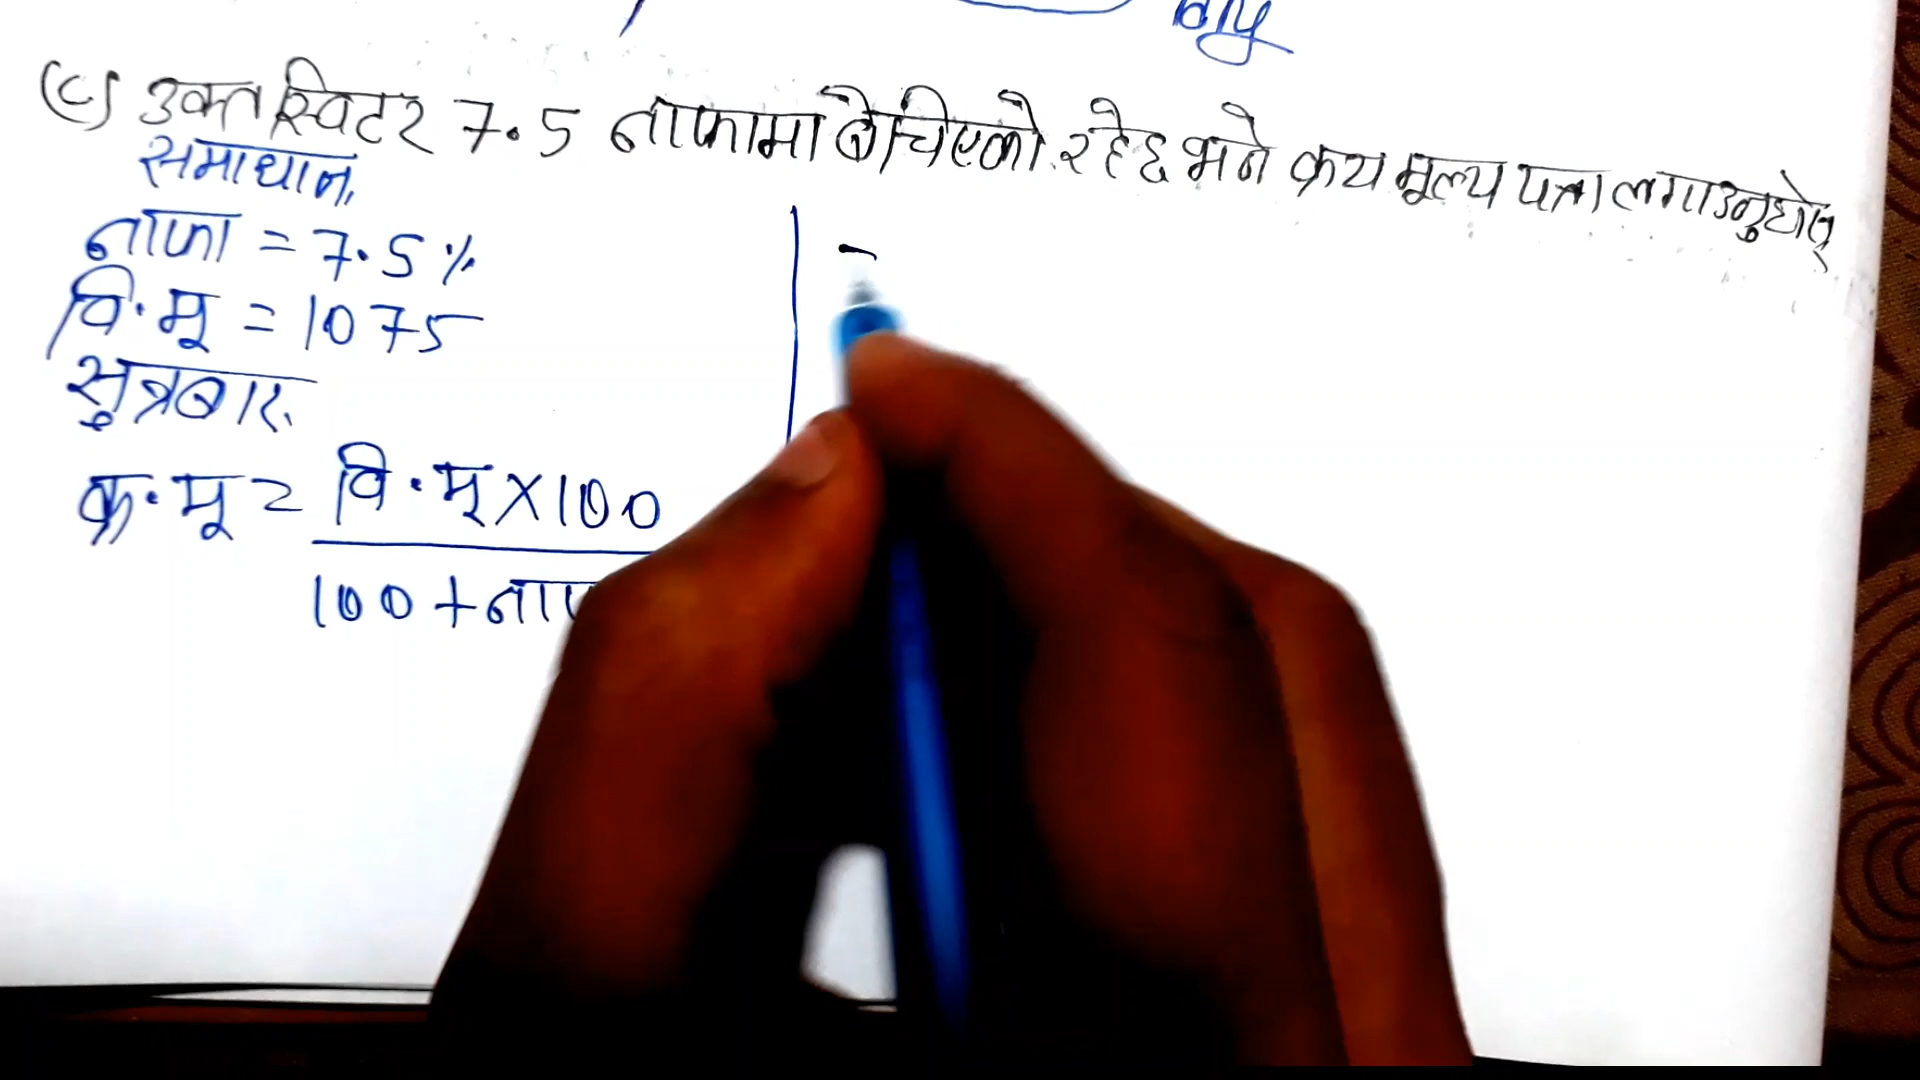 (c) उक्त स्विटर 7.5 नाफामा बेचिएको रहेछ भने क्रय मूल्य पत्ता लगाउनुहोस्
समाधान,
नाफा = 7.5%
वि.मू = 1075
सुत्रबाट,
क्र.मू = वि.मू × 100
100 + नाफ